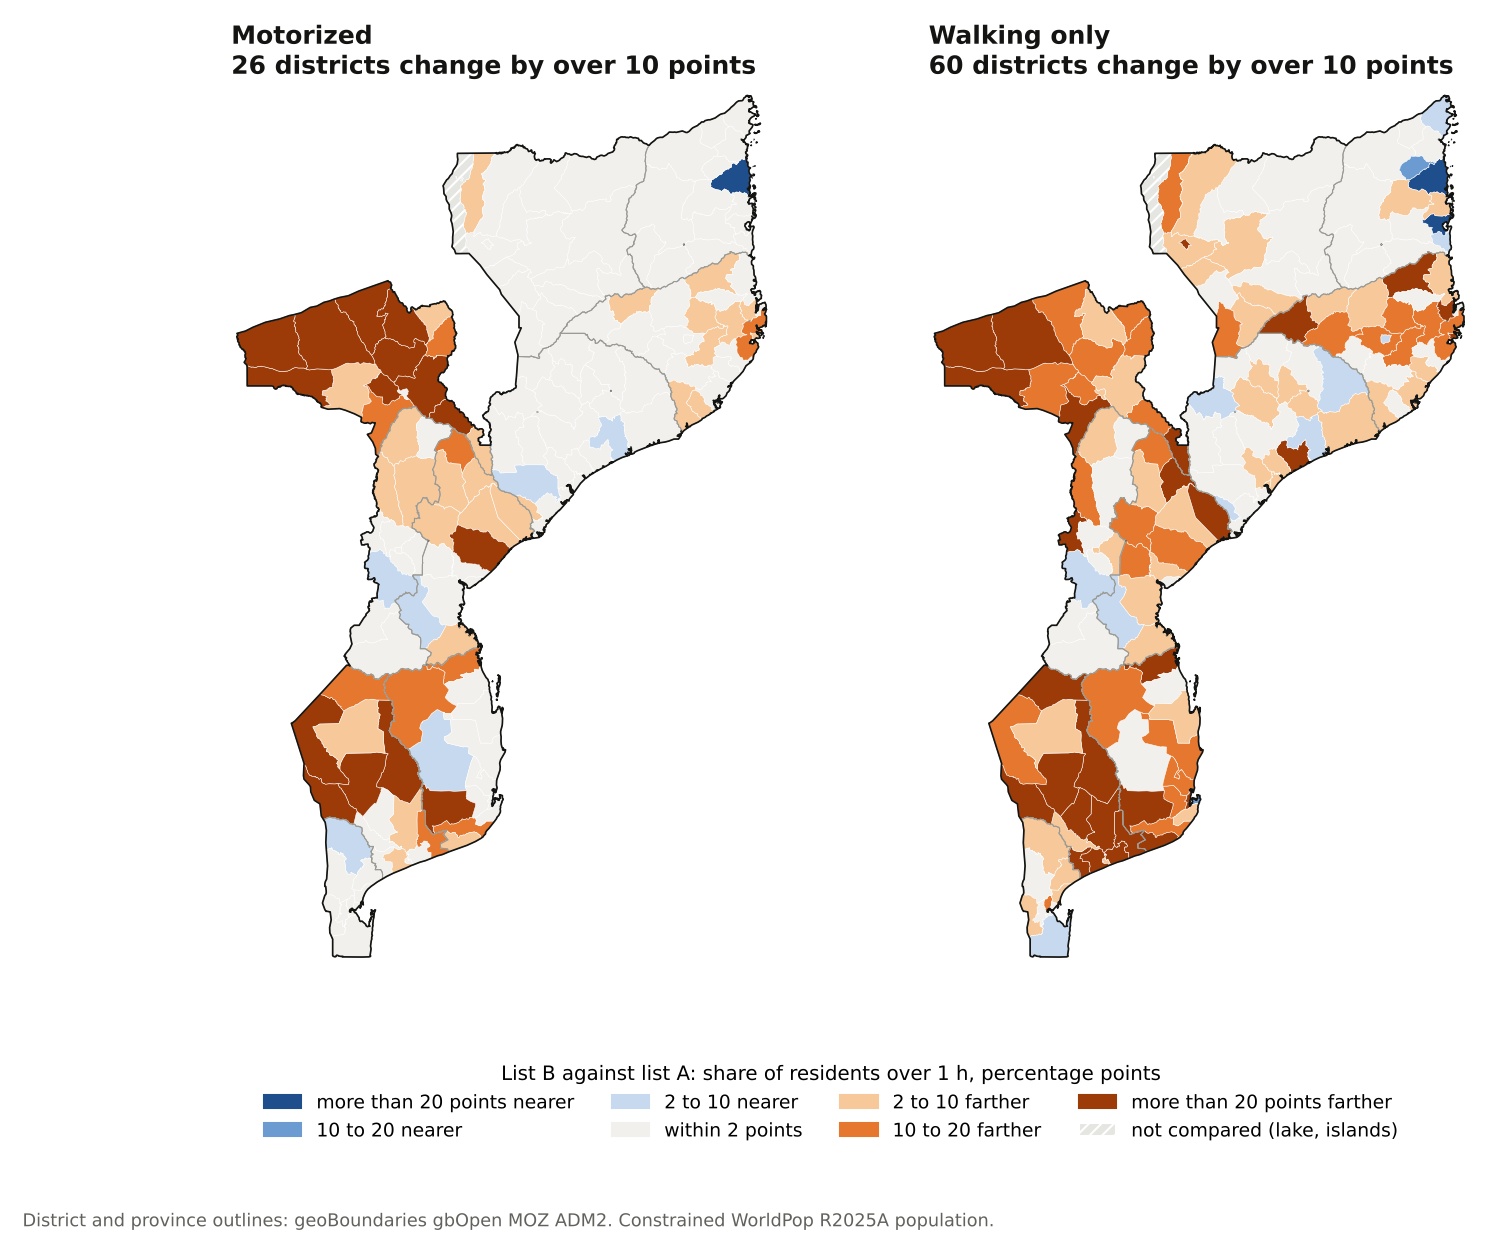 Motorized
26 districts change by over 10 points
Walking only
60 districts change by over 10 points
List B against list A: share of residents over 1 h, percentage points
more than 20 points nearer
10 to 20 nearer
2 to 10 nearer
within 2 points
2 to 10 farther
10 to 20 farther
more than 20 points farther
not compared (lake, islands)
District and province outlines: geoBoundaries gbOpen MOZ ADM2. Constrained WorldPop R2025A population.